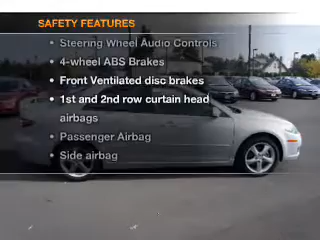 SAFETY FEATURES
• Steering Wheel Audio Controls
• 4-wheel ABS Brakes
• Front Ventilated disc brakes
• 1st and 2nd row curtain head
airbags
• Passenger Airbag
• Side airbag